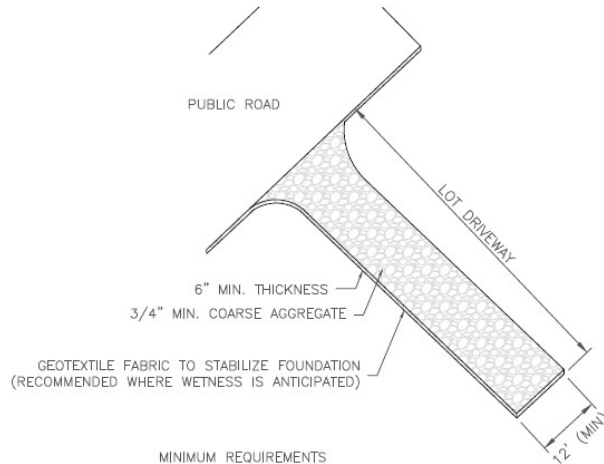 PUBLIC ROAD
LOT DRIVEWAY
6" MIN. THICKNESS
3/4" MIN. COARSE AGGREGATE
GEOTEXTILE FABRIC TO STABILIZE FOUNDATION
(RECOMMENDED WHERE WETNESS IS ANTICIPATED)
12' (MIN)
MINIMUM REQUIREMENTS